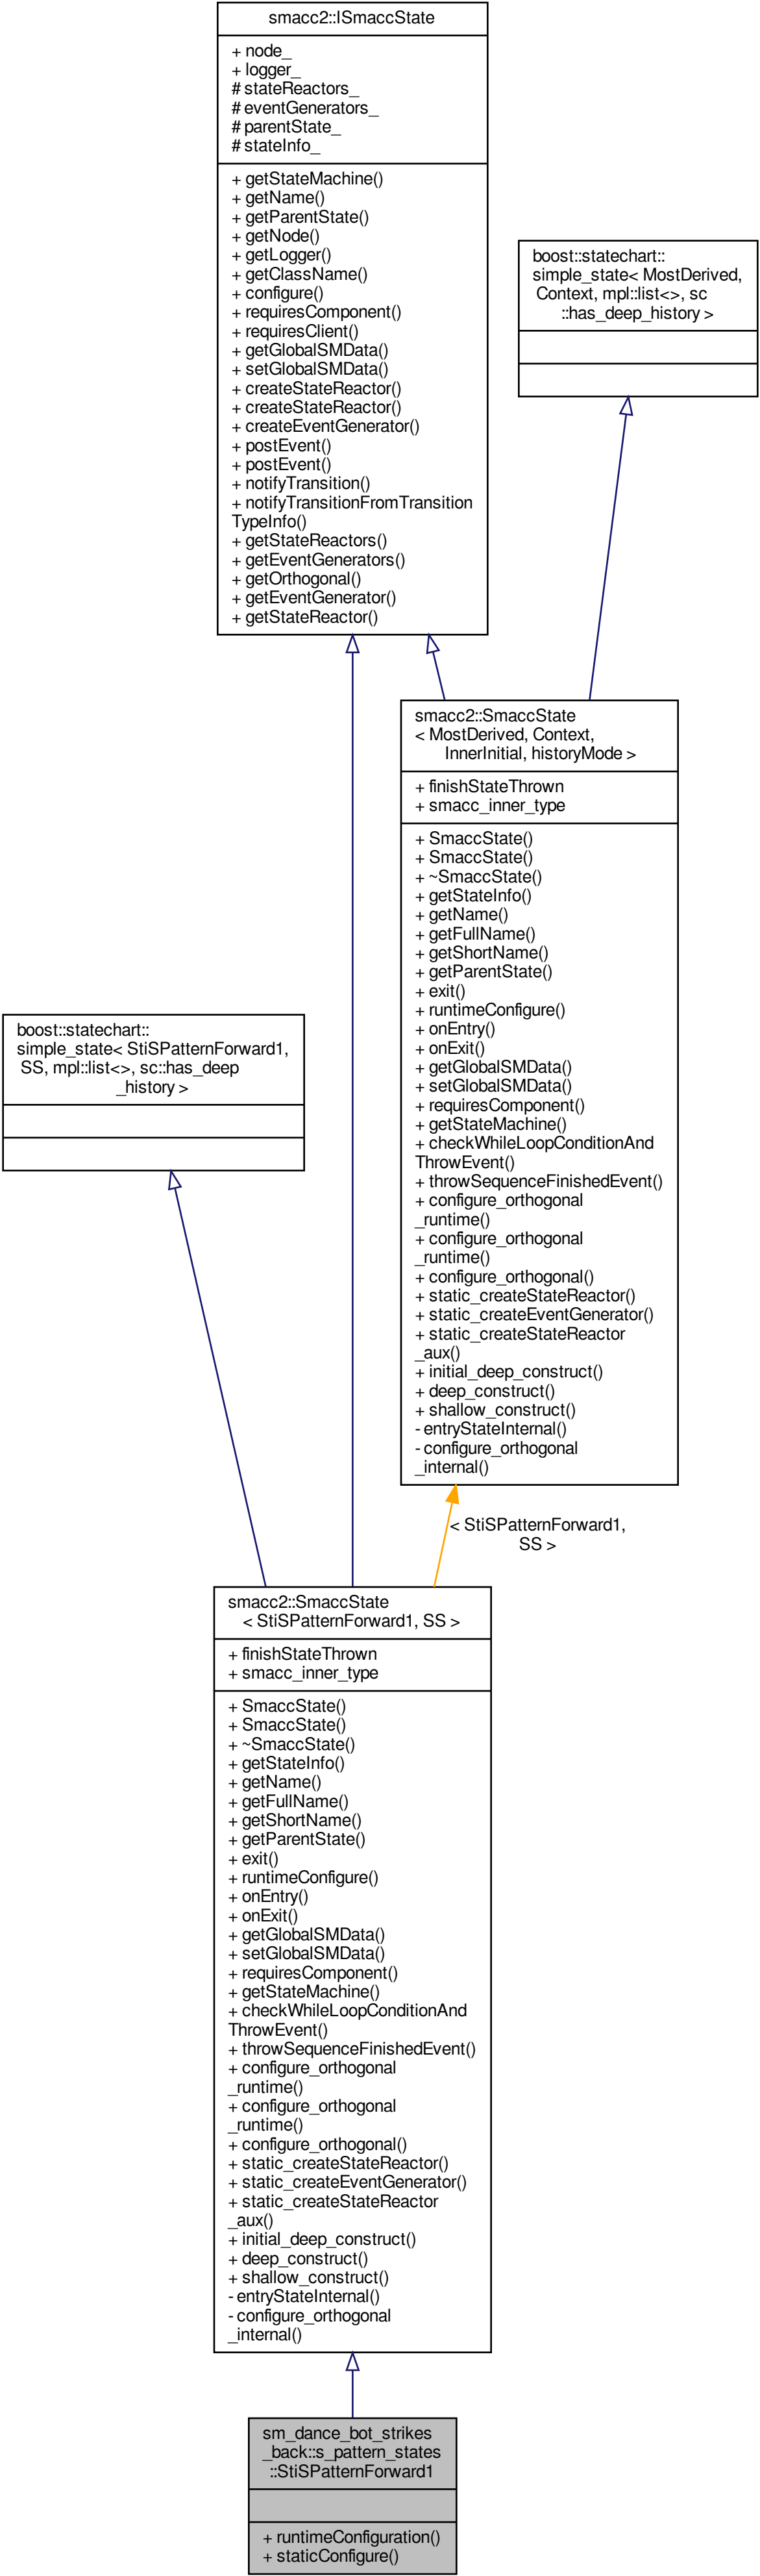 smacc2::ISmaccState
+ node_
+ logger_
# stateReactors_
# eventGenerators_
# parentState_
# stateInfo_
+ getStateMachine()
+ getName()
+ getParentState()
+ getNode()
+ getLogger()
+ getClassName()
+ configure()
+ requiresComponent()
+ requiresClient()
+ getGlobalSMData()
+ setGlobalSMData()
+ createStateReactor()
+ createStateReactor()
+ createEventGenerator()
+ postEvent()
+ postEvent()
+ notifyTransition()
+ notifyTransitionFromTransition
TypeInfo()
+ getStateReactors()
+ getEventGenerators()
+ getOrthogonal()
+ getEventGenerator()
+ getStateReactor()
boost::statechart::
simple_state< MostDerived,
Context, mpl::list<>, sc
::has_deep_history >
smacc2::SmaccState
< MostDerived, Context,
InnerInitial, historyMode >
+ finishStateThrown
+ smacc_inner_type
+ SmaccState()
+ SmaccState()
+ ~SmaccState()
+ getStateInfo()
+ getName()
+ getFullName()
+ getShortName()
+ getParentState()
+ exit()
+ runtimeConfigure()
+ onEntry()
+ onExit()
+ getGlobalSMData()
+ setGlobalSMData()
+ requiresComponent()
+ getStateMachine()
+ checkWhileLoopConditionAnd
ThrowEvent()
+ throwSequenceFinishedEvent()
+ configure_orthogonal
_runtime()
+ configure_orthogonal
_runtime()
+ configure_orthogonal()
+ static_createStateReactor()
+ static_createEventGenerator()
+ static_createStateReactor
_aux()
+ initial_deep_construct()
+ deep_construct()
+ shallow_construct()
- entryStateInternal()
- configure_orthogonal
_internal()
boost::statechart::
simple_state< StiSPatternForward1,
SS, mpl::list<>, sc::has_deep
_history >
< StiSPatternForward1,
SS >
smacc2::SmaccState
< StiSPatternForward1, SS >
+ finishStateThrown
+ smacc_inner_type
+ SmaccState()
+ SmaccState()
+ ~SmaccState()
+ getStateInfo()
+ getName()
+ getFullName()
+ getShortName()
+ getParentState()
+ exit()
+ runtimeConfigure()
+ onEntry()
+ onExit()
+ getGlobalSMData()
+ setGlobalSMData()
+ requiresComponent()
+ getStateMachine()
+ checkWhileLoopConditionAnd
ThrowEvent()
+ throwSequenceFinishedEvent()
+ configure_orthogonal
_runtime()
+ configure_orthogonal
_runtime()
+ configure_orthogonal()
+ static_createStateReactor()
+ static_createEventGenerator()
+ static_createStateReactor
_aux()
+ initial_deep_construct()
+ deep_construct()
+ shallow_construct()
- entryStateInternal()
- configure_orthogonal
_internal()
sm_dance_bot_strikes
_back::s_pattern_states
::StiSPatternForward1
+ runtimeConfiguration()
+ staticConfigure()